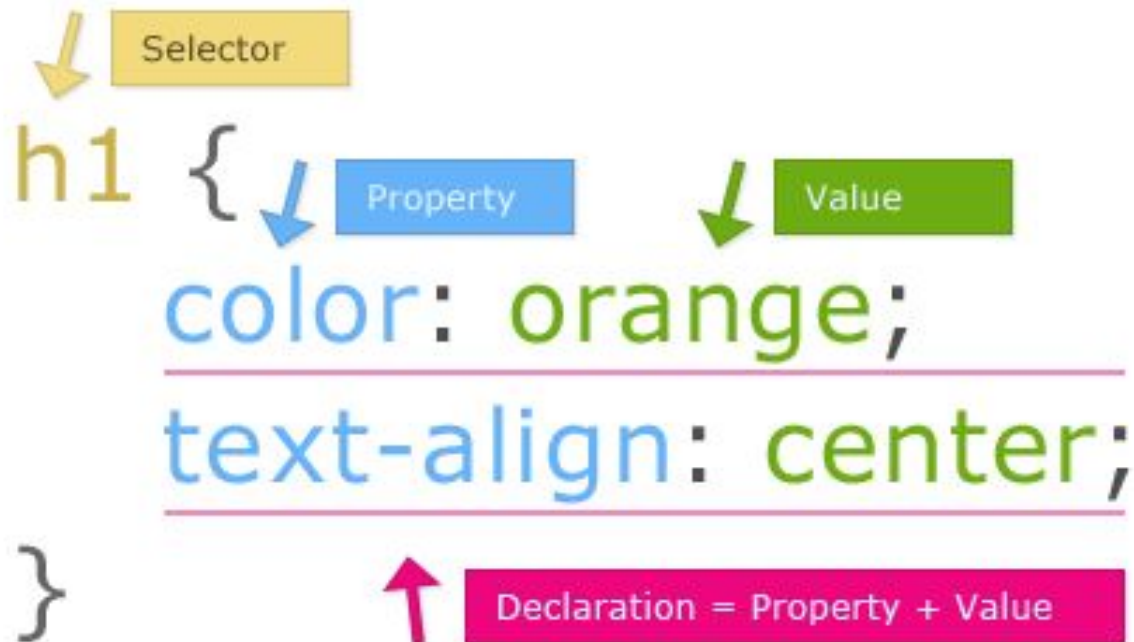 Selector
h1 {
Property
Value
color: orange;
text-align: center;
}
Declaration = Property + Value